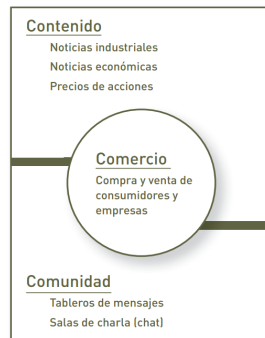 Contenido
Noticias industriales
Noticias económicas
Precios de acciones
Comercio
Compra y venta de
consumidores y
empresas
Comunidad
Tableros de mensajes
Salas de charla (chat)